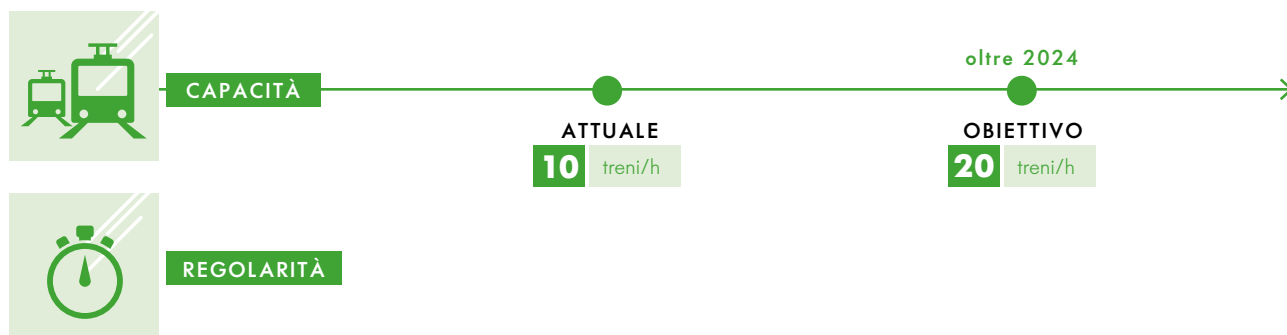 oltre 2024
CAPACITÀ
ATTUALE
OBIETTIVO
10 treni/h
20 treni/h
REGOLARITÀ